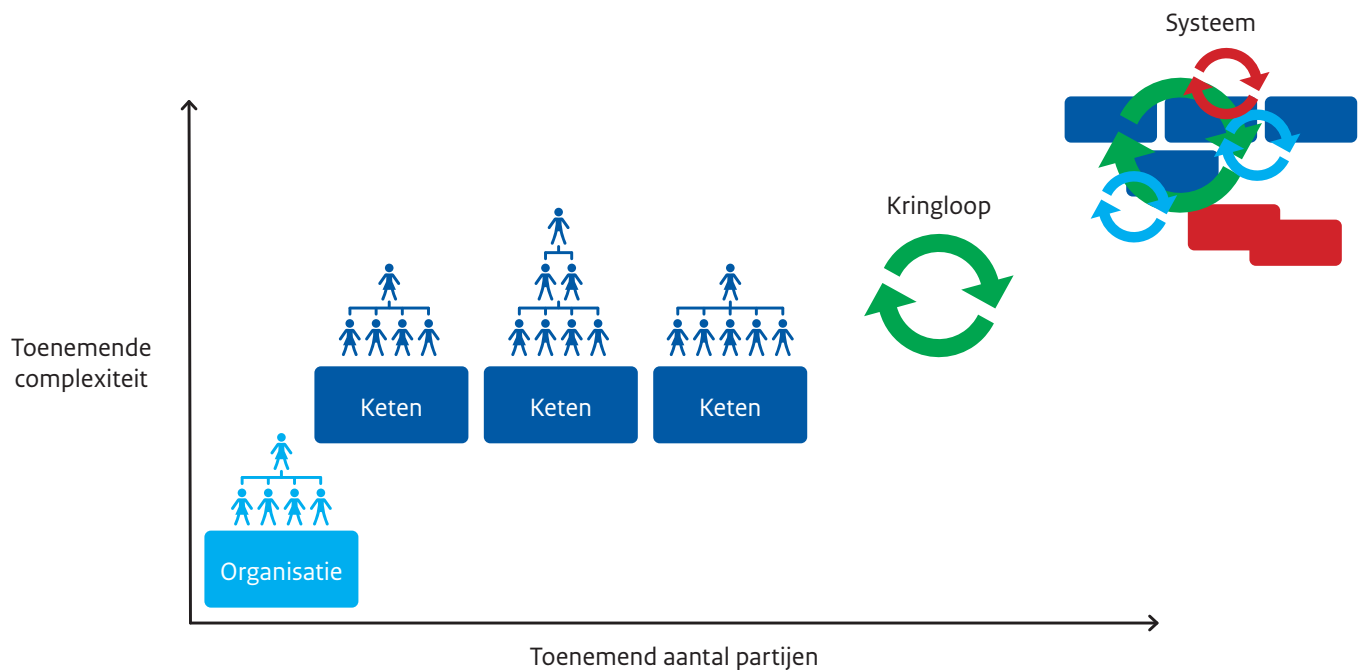 Systeem
Kringloop
Toenemende
complexiteit
Keten
Keten
Keten
Organisatie
Toenemend aantal partijen